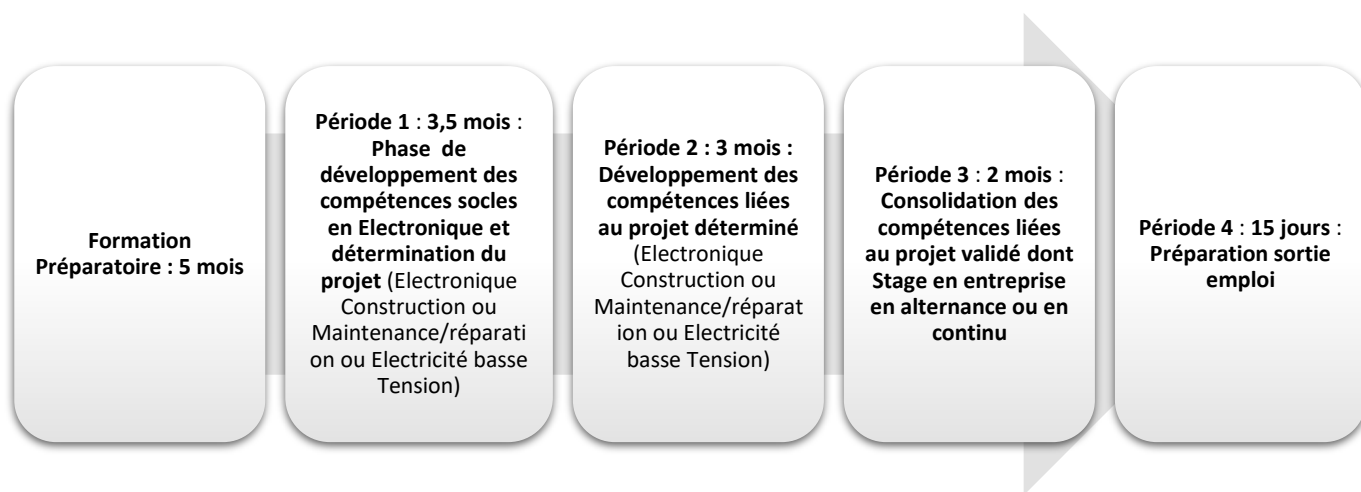 Formation
Préparatoire : 5 mois
Période 1 : 3,5 mois :
Phase de
développement des
compétences socles
en Electronique et
détermination du
projet (Electronique
Construction ou
Maintenance/réparati
on ou Electricité basse
Tension)
Période 2 : 3 mois :
Développement des
compétences liées
au projet déterminé
(Electronique
Construction ou
Maintenance/réparat
ion ou Electricité
basse Tension)
Période 3 : 2 mois :
Consolidation des
compétences liées
au projet validé dont
Stage en entreprise
en alternance ou en
continu
Période 4 : 15 jours :
Préparation sortie
emploi